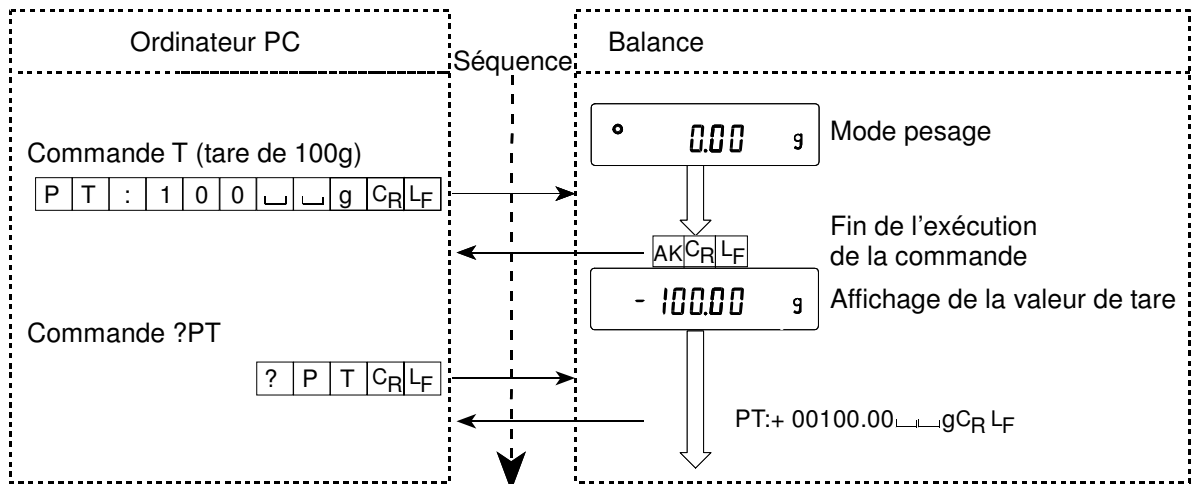 Ordinateur PC
Séquence
Balance
0.00 g
Mode pesage
Commande T (tare de 100g)
P T : 1 0 0 ␣ ␣ g CR LF
Fin de l'exécution
de la commande
AK CR LF
- 100.00 g
Affichage de la valeur de tare
Commande ?PT
? P T CR LF
PT:+ 00100.00␣␣gCR LF